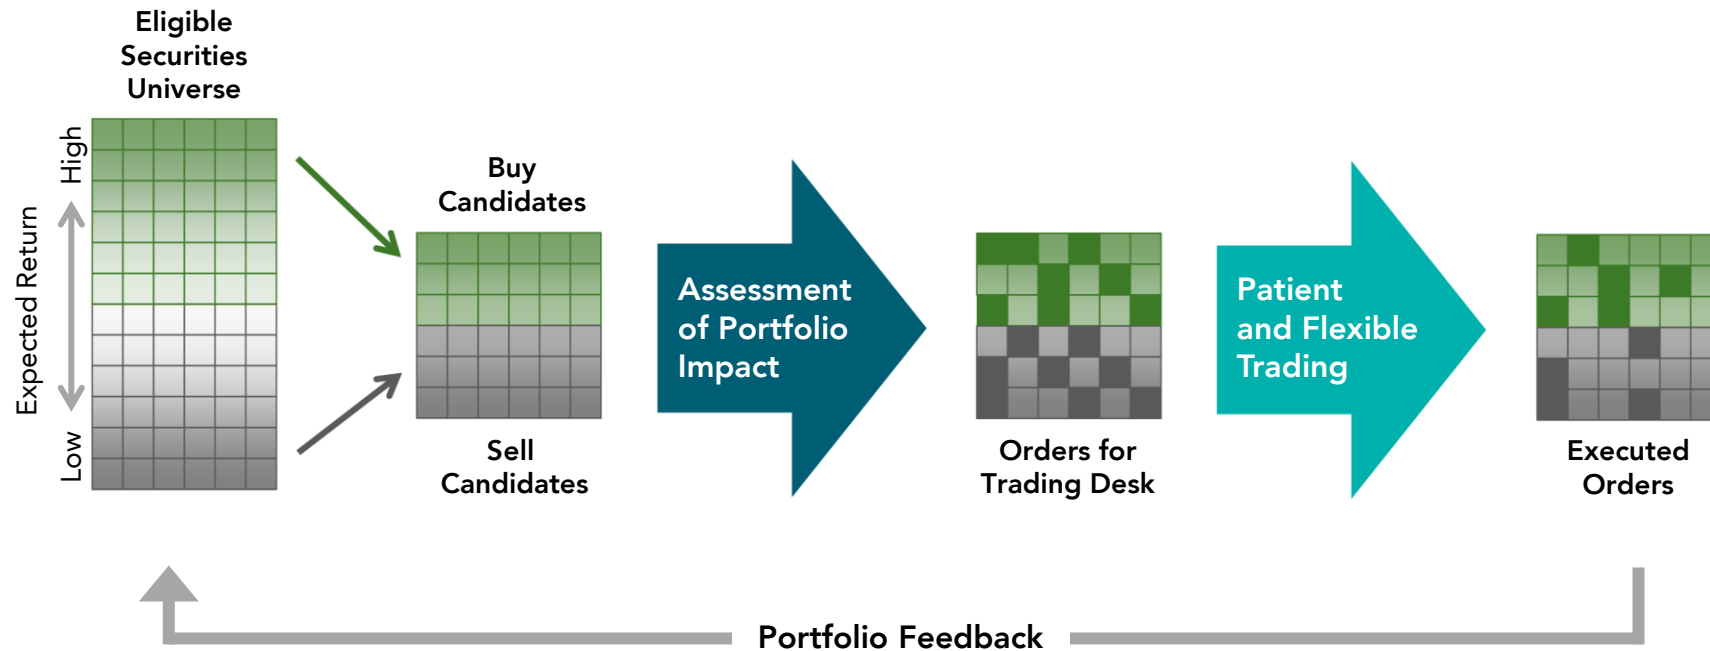 Eligible
Securities
Universe
High
Expected Return
Low
Buy
Candidates
Sell
Candidates
Assessment
of Portfolio
Impact
Orders for
Trading Desk
Patient
and Flexible
Trading
Executed
Orders
Portfolio Feedback